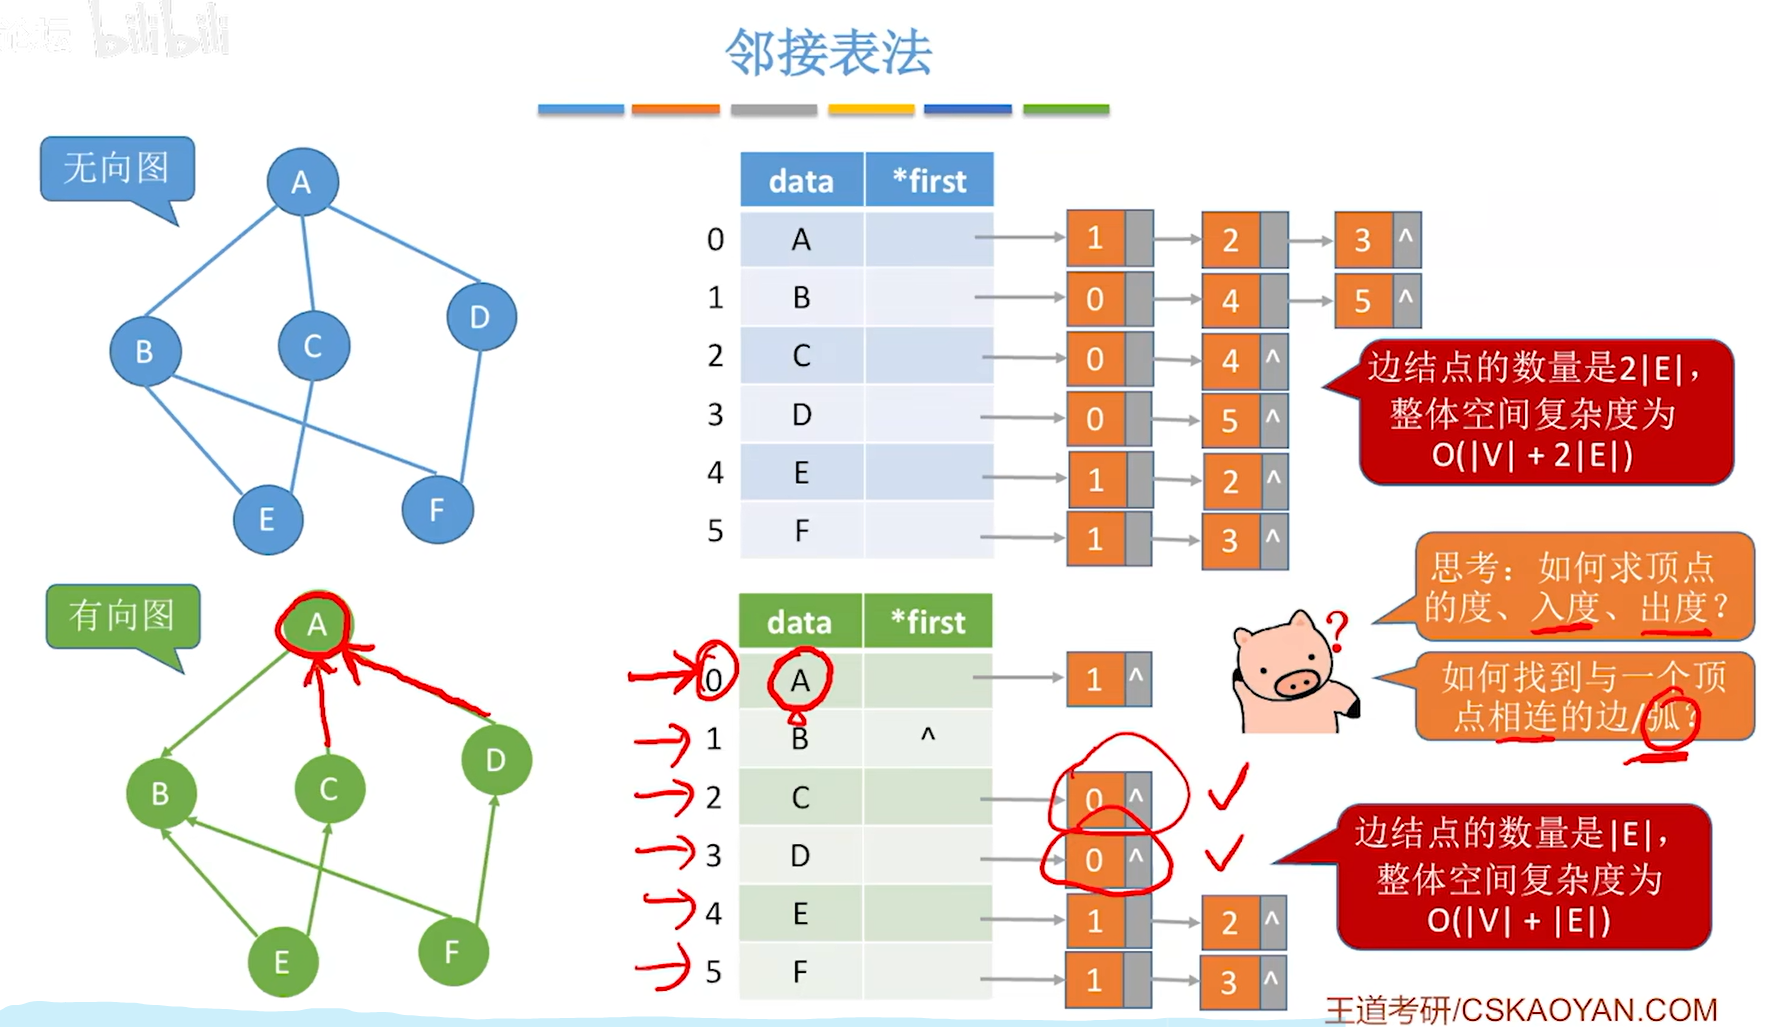 论坛 bilibili
邻接表法
无向图
A
B
C
D
E
F
data *first
0 A 1 2 3 ^
1 B 0 4 5 ^
2 C 0 4 ^
3 D 0 5 ^
4 E 1 2 ^
5 F 1 3 ^
边结点的数量是2|E|，
整体空间复杂度为
O(|V| + 2|E|)
思考：如何求顶点
的度、入度、出度？
如何找到与一个顶
点相连的边/弧？
?
有向图
A
B
C
D
E
F
data *first
0 A 1 ^
1 B ^
2 C 0 ^
3 D 0 ^
4 E 1 2 ^
5 F 1 3 ^
边结点的数量是|E|，
整体空间复杂度为
O(|V| + |E|)
王道考研/CSKAOYAN.COM